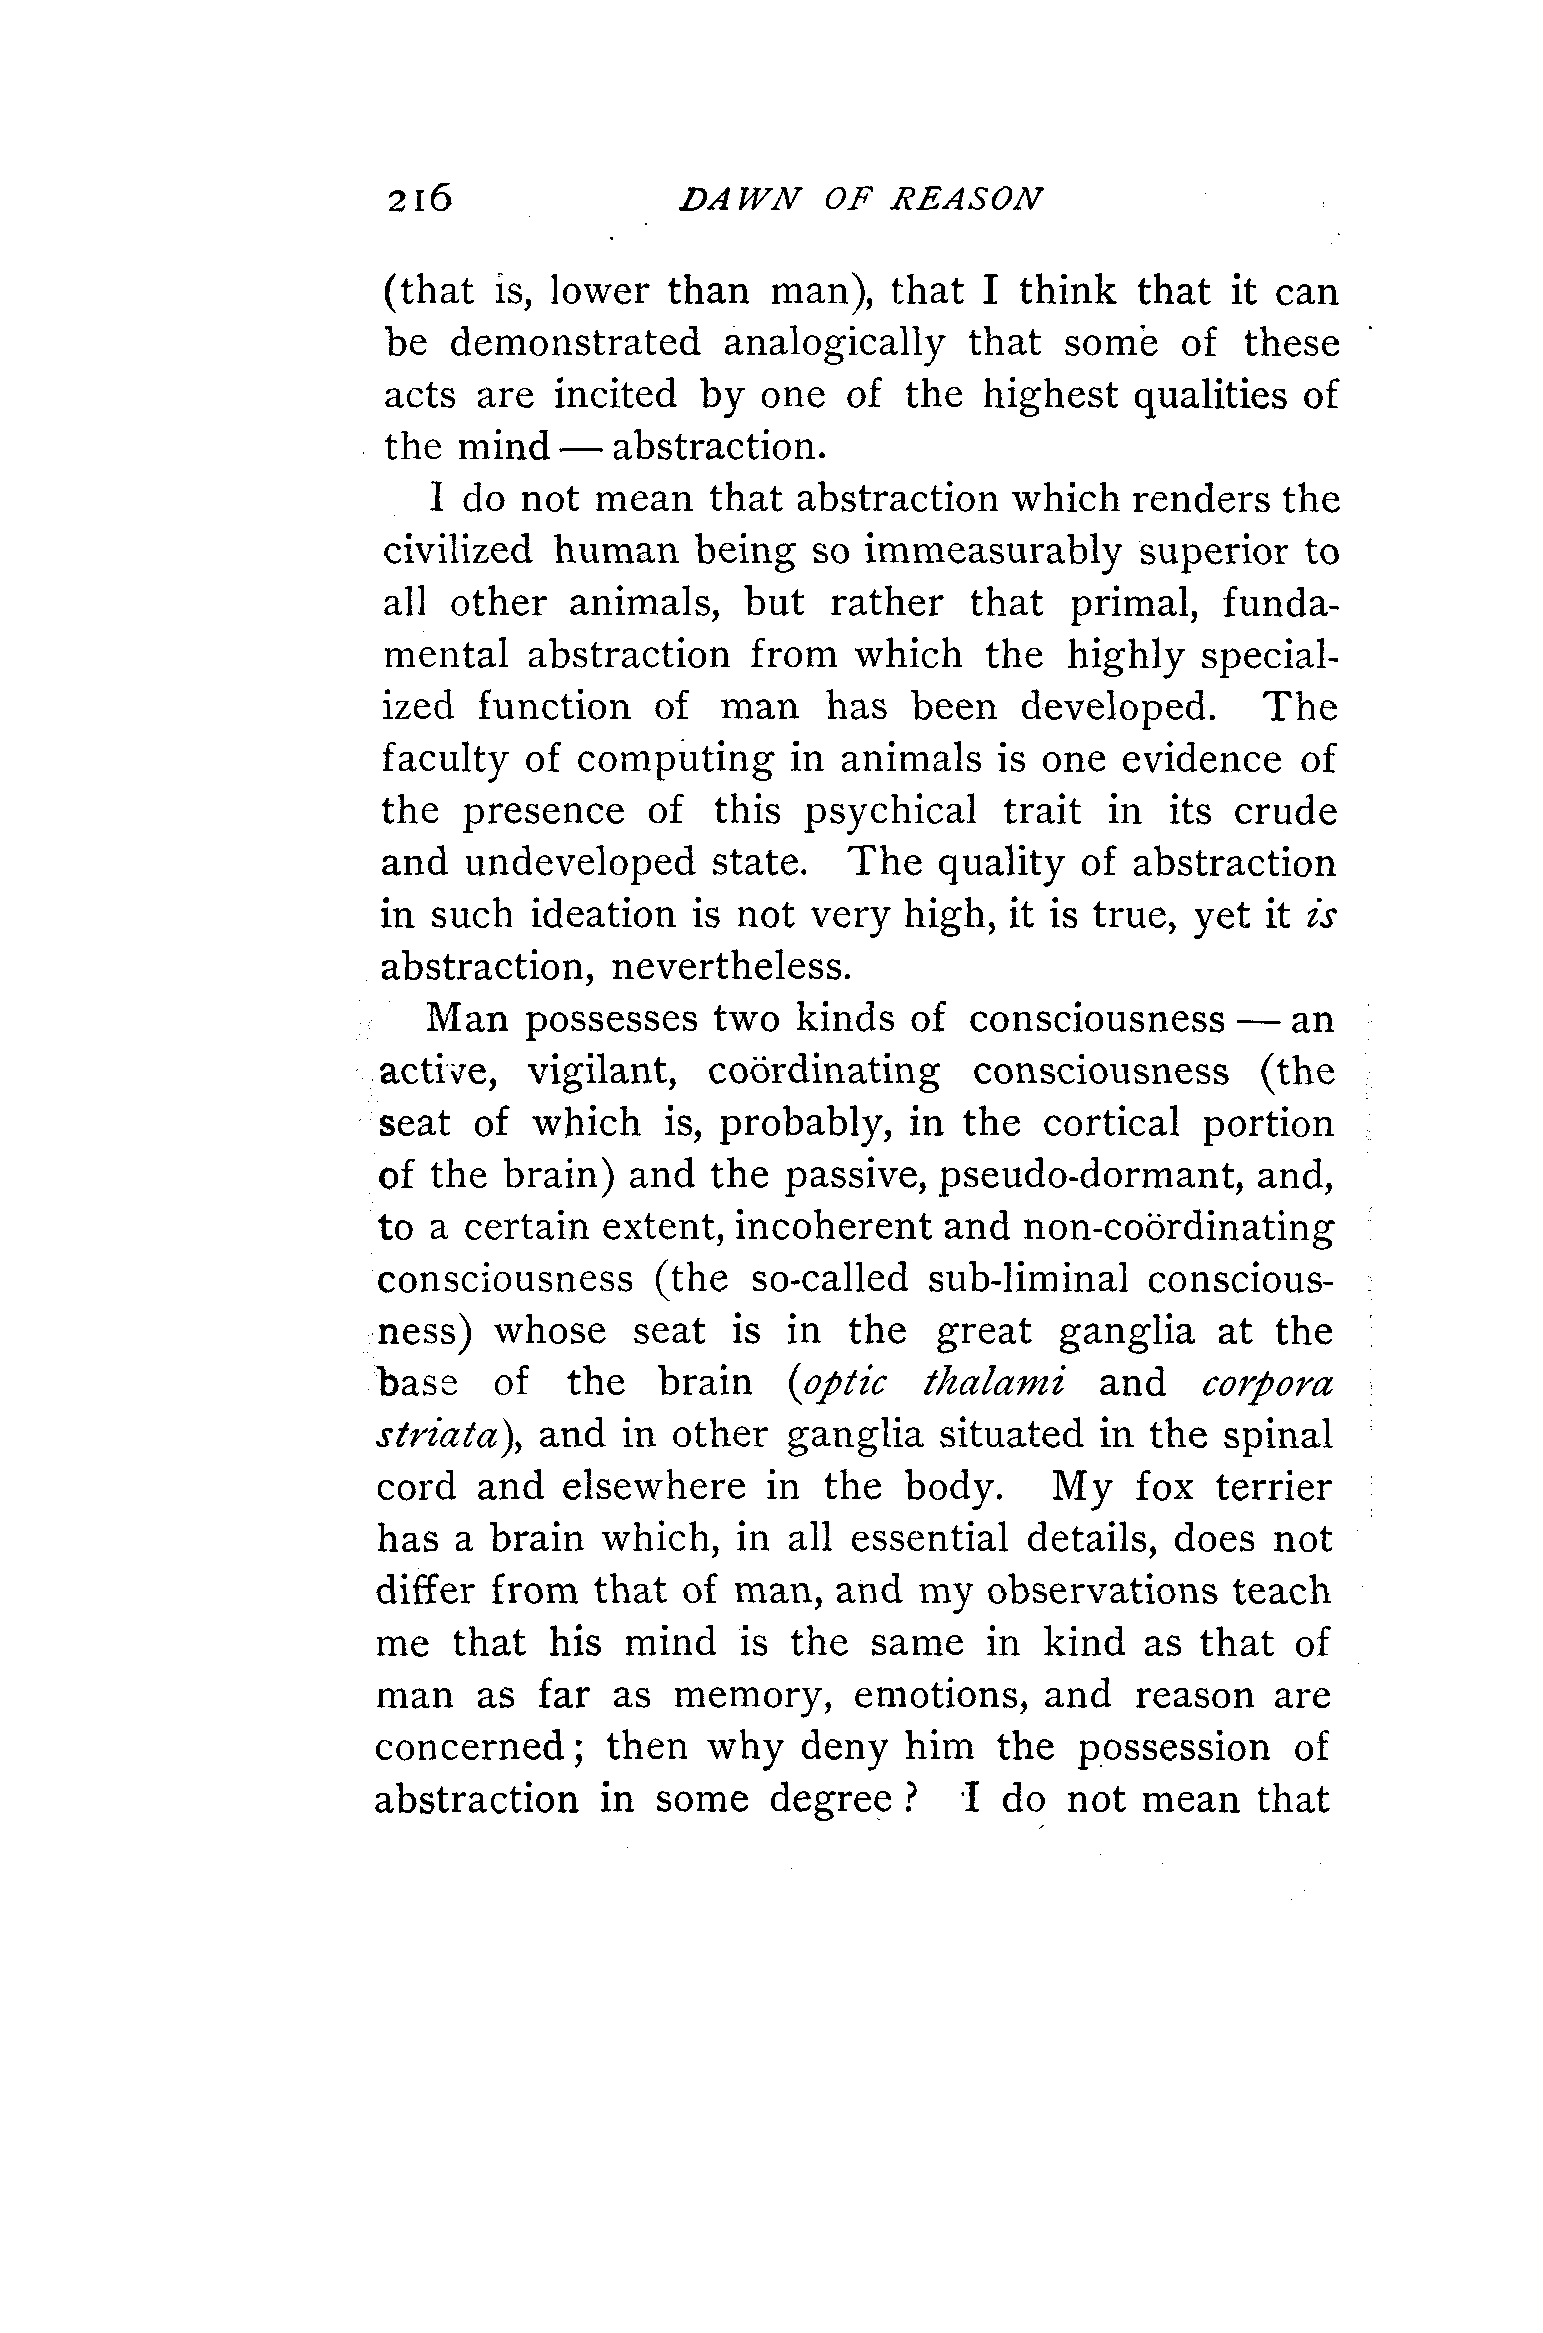 216 DAWN OF REASON
(that is, lower than man), that I think that it can
be demonstrated analogically that some of these
acts are incited by one of the highest qualities of
the mind — abstraction.
I do not mean that abstraction which renders the
civilized human being so immeasurably superior to
all other animals, but rather that primal, funda-
mental abstraction from which the highly special-
ized function of man has been developed. The
faculty of computing in animals is one evidence of
the presence of this psychical trait in its crude
and undeveloped state. The quality of abstraction
in such ideation is not very high, it is true, yet it is
abstraction, nevertheless.
Man possesses two kinds of consciousness — an
active, vigilant, coördinating consciousness (the
seat of which is, probably, in the cortical portion
of the brain) and the passive, pseudo-dormant, and,
to a certain extent, incoherent and non-coördinating
consciousness (the so-called sub-liminal conscious-
ness) whose seat is in the great ganglia at the
base of the brain (optic thalami and corpora
striata), and in other ganglia situated in the spinal
cord and elsewhere in the body. My fox terrier
has a brain which, in all essential details, does not
differ from that of man, and my observations teach
me that his mind is the same in kind as that of
man as far as memory, emotions, and reason are
concerned; then why deny him the possession of
abstraction in some degree? I do not mean that